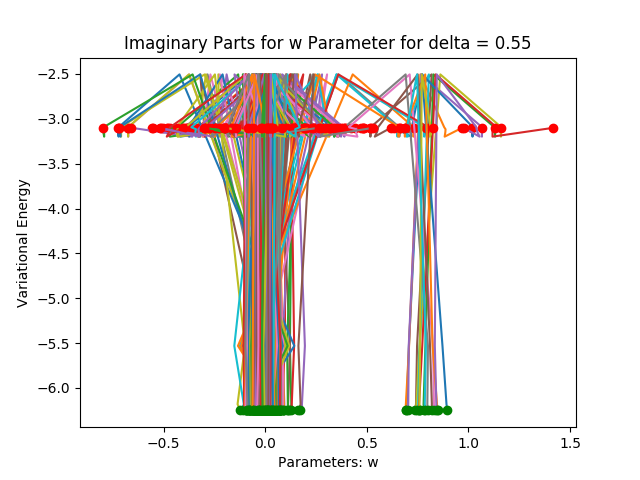 Imaginary Parts for w Parameter for delta = 0.55
−2.5
−3.0
−3.5
−4.0
−4.5
−5.0
−5.5
−6.0
Variational Energy
−0.5 0.0 0.5 1.0 1.5
Parameters: w